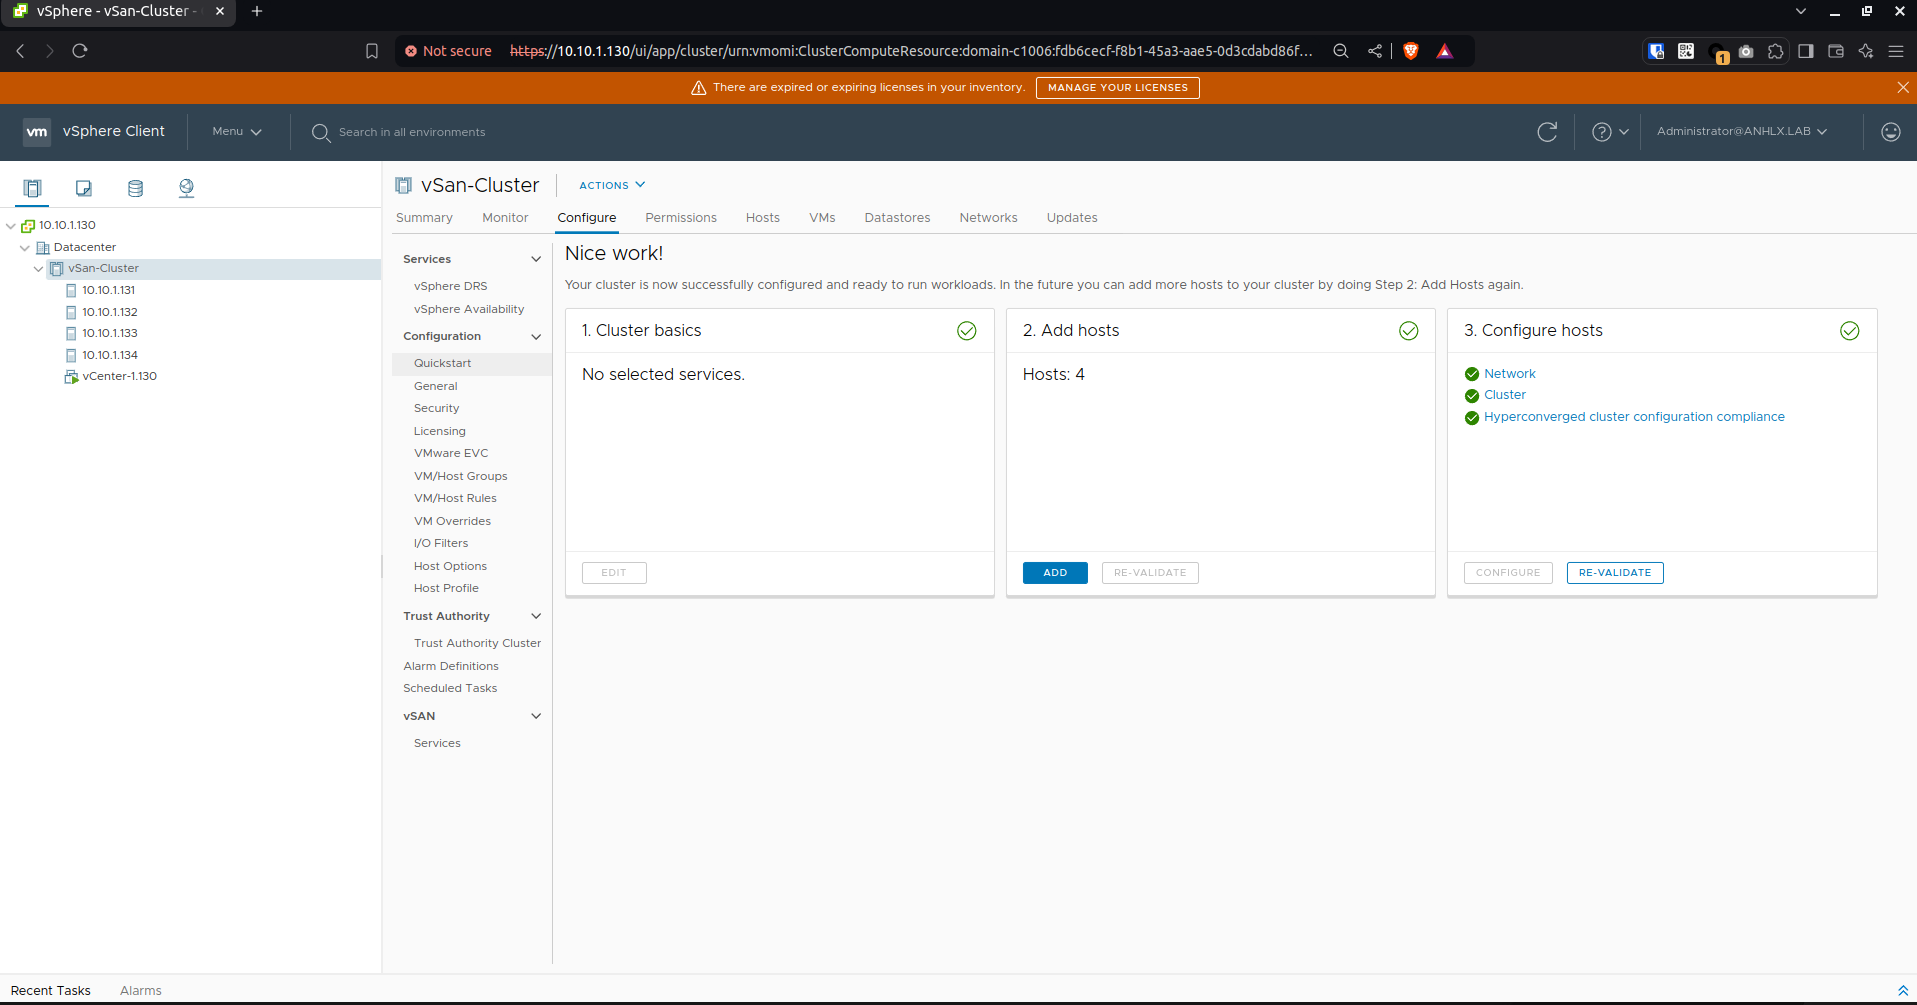 vSphere - vSan-Cluster -
Not secure https://10.10.1.130/ui/app/cluster/urn:vmomi:ClusterComputeResource:domain-c1006:fdb6cecf-f8b1-45a3-aae5-0d3cdabd86f...
1
There are expired or expiring licenses in your inventory. MANAGE YOUR LICENSES
vm vSphere Client Menu Search in all environments Administrator@ANHLX.LAB
10.10.1.130
Datacenter
vSan-Cluster
10.10.1.131
10.10.1.132
10.10.1.133
10.10.1.134
vCenter-1.130
vSan-Cluster ACTIONS
Summary Monitor Configure Permissions Hosts VMs Datastores Networks Updates
Services
vSphere DRS
vSphere Availability
Configuration
Quickstart
General
Security
Licensing
VMware EVC
VM/Host Groups
VM/Host Rules
VM Overrides
I/O Filters
Host Options
Host Profile
Trust Authority
Trust Authority Cluster
Alarm Definitions
Scheduled Tasks
vSAN
Services
Nice work!
Your cluster is now successfully configured and ready to run workloads. In the future you can add more hosts to your cluster by doing Step 2: Add Hosts again.
1. Cluster basics
No selected services.
EDIT
2. Add hosts
Hosts: 4
ADD RE-VALIDATE
3. Configure hosts
Network
Cluster
Hyperconverged cluster configuration compliance
CONFIGURE RE-VALIDATE
Recent Tasks Alarms